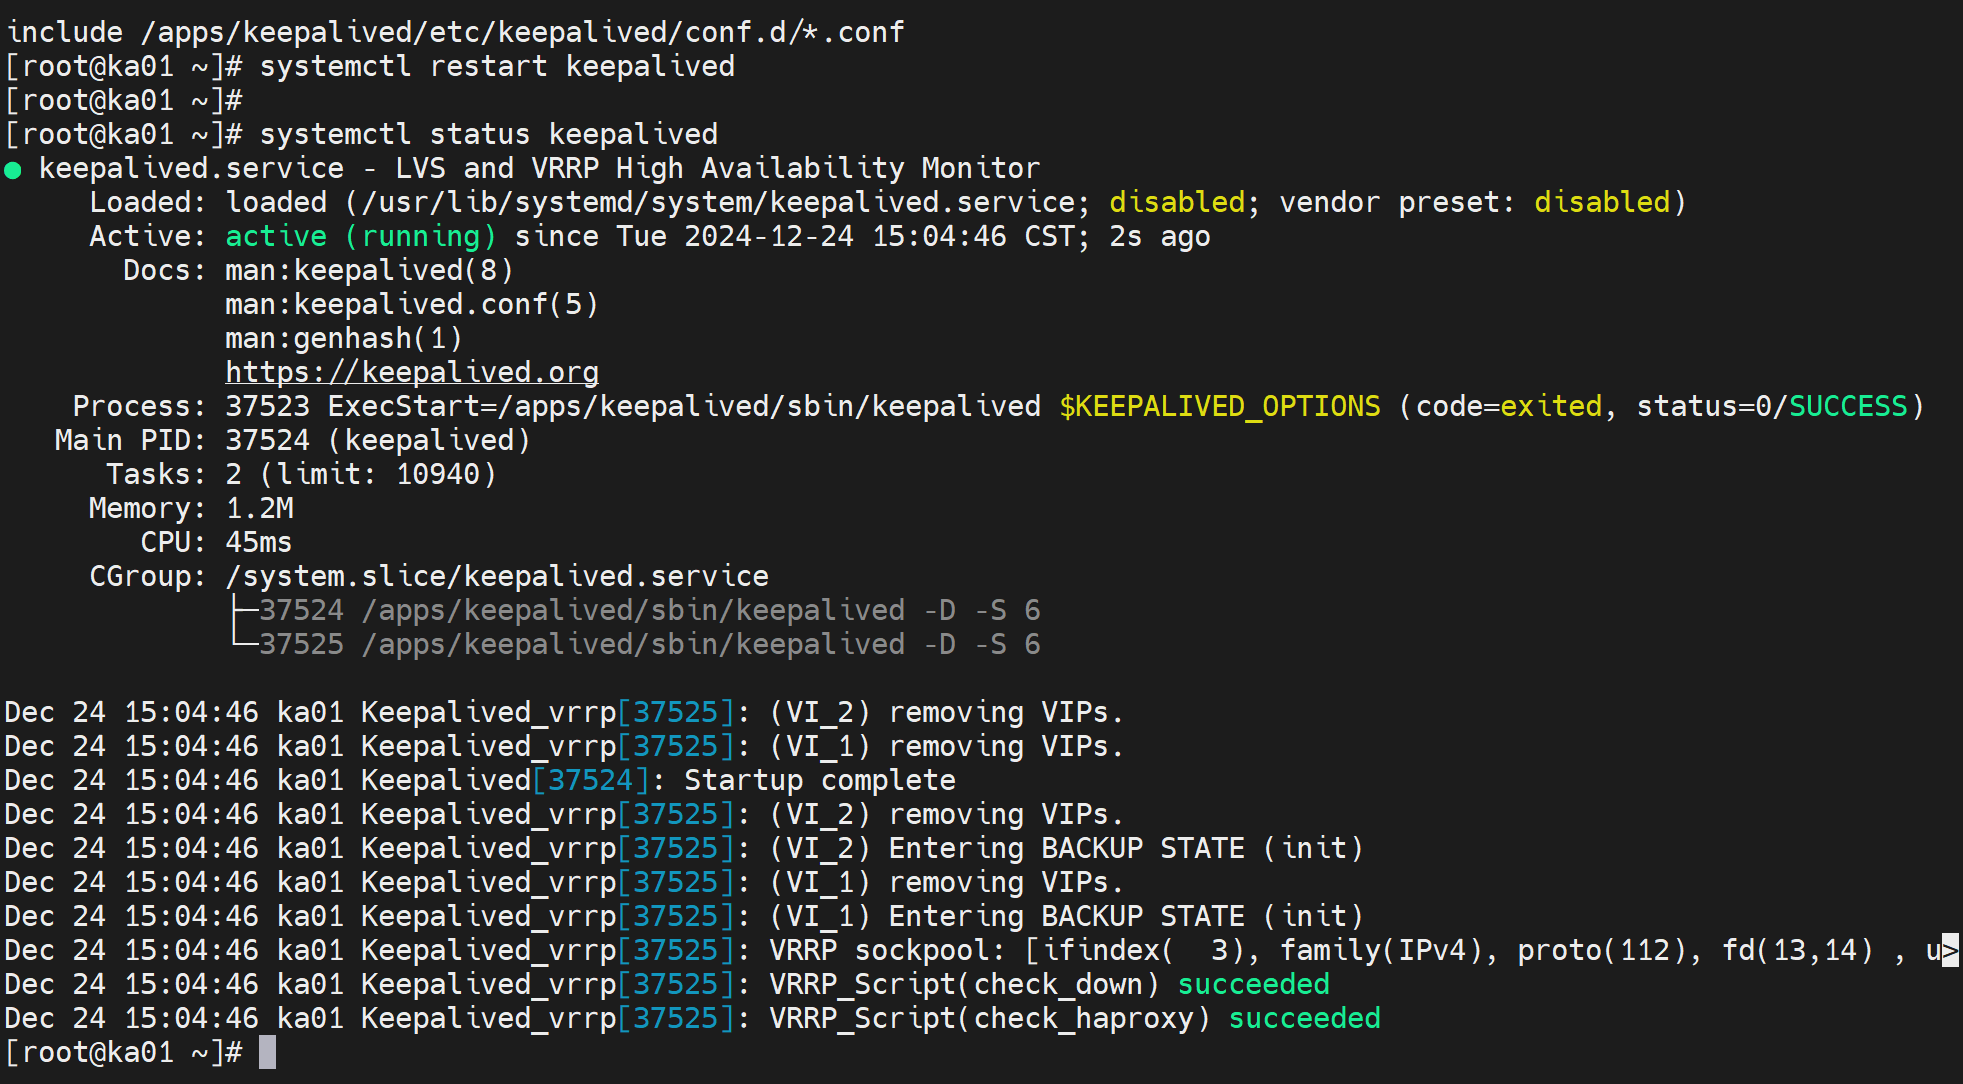 include /apps/keepalived/etc/keepalived/conf.d/*.conf
[root@ka01 ~]# systemctl restart keepalived
[root@ka01 ~]#
[root@ka01 ~]# systemctl status keepalived
● keepalived.service - LVS and VRRP High Availability Monitor
     Loaded: loaded (/usr/lib/systemd/system/keepalived.service; disabled; vendor preset: disabled)
     Active: active (running) since Tue 2024-12-24 15:04:46 CST; 2s ago
       Docs: man:keepalived(8)
             man:keepalived.conf(5)
             man:genhash(1)
             https://keepalived.org
    Process: 37523 ExecStart=/apps/keepalived/sbin/keepalived $KEEPALIVED_OPTIONS (code=exited, status=0/SUCCESS)
   Main PID: 37524 (keepalived)
      Tasks: 2 (limit: 10940)
     Memory: 1.2M
        CPU: 45ms
     CGroup: /system.slice/keepalived.service
             ├─37524 /apps/keepalived/sbin/keepalived -D -S 6
             └─37525 /apps/keepalived/sbin/keepalived -D -S 6
Dec 24 15:04:46 ka01 Keepalived_vrrp[37525]: (VI_2) removing VIPs.
Dec 24 15:04:46 ka01 Keepalived_vrrp[37525]: (VI_1) removing VIPs.
Dec 24 15:04:46 ka01 Keepalived[37524]: Startup complete
Dec 24 15:04:46 ka01 Keepalived_vrrp[37525]: (VI_2) removing VIPs.
Dec 24 15:04:46 ka01 Keepalived_vrrp[37525]: (VI_2) Entering BACKUP STATE (init)
Dec 24 15:04:46 ka01 Keepalived_vrrp[37525]: (VI_1) removing VIPs.
Dec 24 15:04:46 ka01 Keepalived_vrrp[37525]: (VI_1) Entering BACKUP STATE (init)
Dec 24 15:04:46 ka01 Keepalived_vrrp[37525]: VRRP sockpool: [ifindex(  3), family(IPv4), proto(112), fd(13,14) , u>
Dec 24 15:04:46 ka01 Keepalived_vrrp[37525]: VRRP_Script(check_down) succeeded
Dec 24 15:04:46 ka01 Keepalived_vrrp[37525]: VRRP_Script(check_haproxy) succeeded
[root@ka01 ~]#